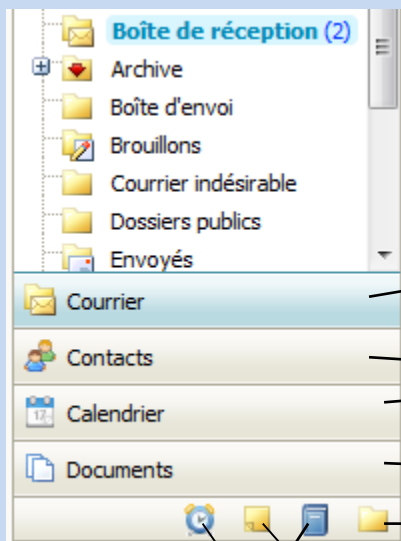 Boîte de réception (2)
Archive
Boîte d'envoi
Brouillons
Courrier indésirable
Dossiers publics
Envoyés
Courrier
Contacts
Calendrier
Documents